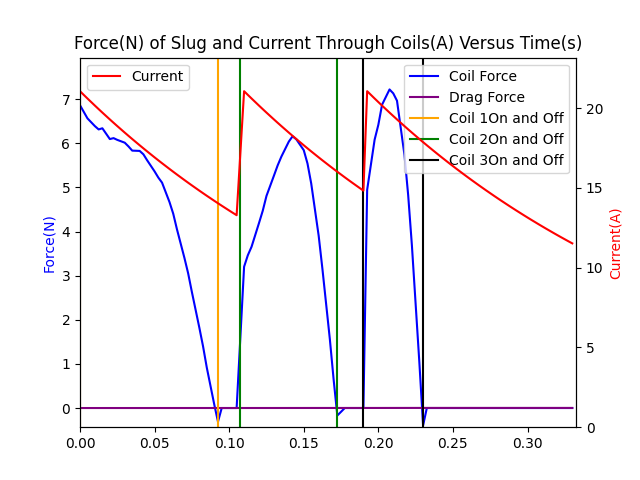 Force(N) of Slug and Current Through Coils(A) Versus Time(s)
Current
Coil Force
Drag Force
Coil 1On and Off
Coil 2On and Off
Coil 3On and Off
Force(N)
7
6
5
4
3
2
1
0
Current(A)
20
15
10
5
0
0.00 0.05 0.10 0.15 0.20 0.25 0.30